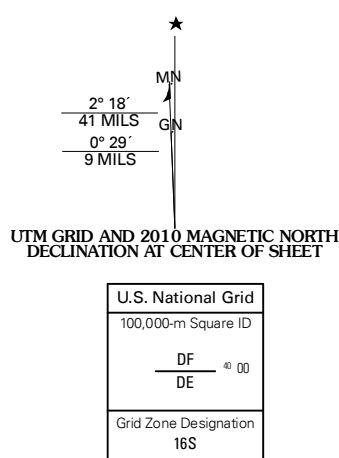 ★
MN
2° 18´
41 MILS
GN
0° 29´
9 MILS
UTM GRID AND 2010 MAGNETIC NORTH
DECLINATION AT CENTER OF SHEET
U.S. National Grid
100,000-m Square ID
DF
40 00
DE
Grid Zone Designation
16S